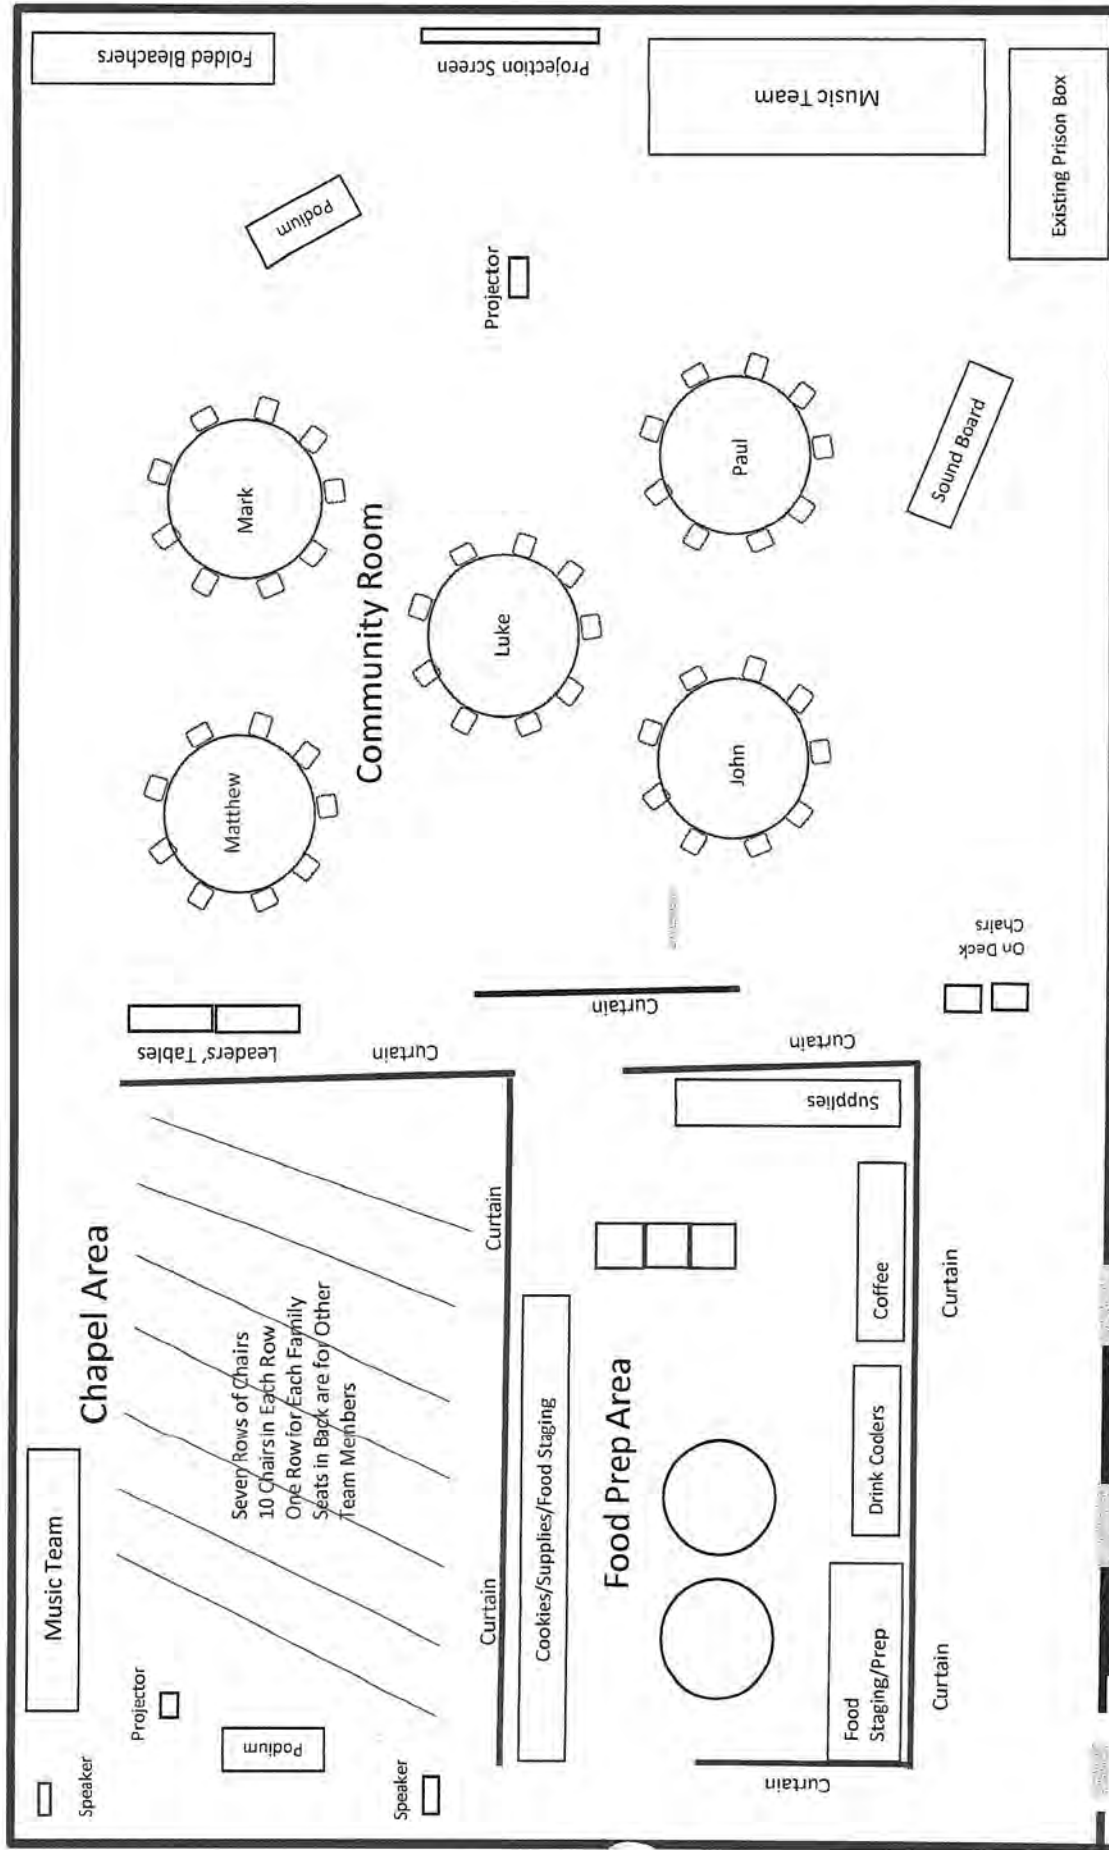 Chapel Area
Music Team
Speaker
Projector
Podium
Speaker
Seven Rows of Chairs
10 Chairs in Each Row
One Row for Each Family
Seats in Back are for Other
Team Members
Curtain
Curtain
Curtain
Leaders' Tables
Cookies/Supplies/Food Staging
Food Prep Area
Food
Staging/Prep
Drink Coolers
Coffee
Supplies
Curtain
Curtain
Curtain
Curtain
Curtain
On Deck
Chairs
Community Room
Matthew
Mark
Luke
John
Paul
Podium
Projector
Sound Board
Folded Bleachers
Projection Screen
Music Team
Existing Prison Box